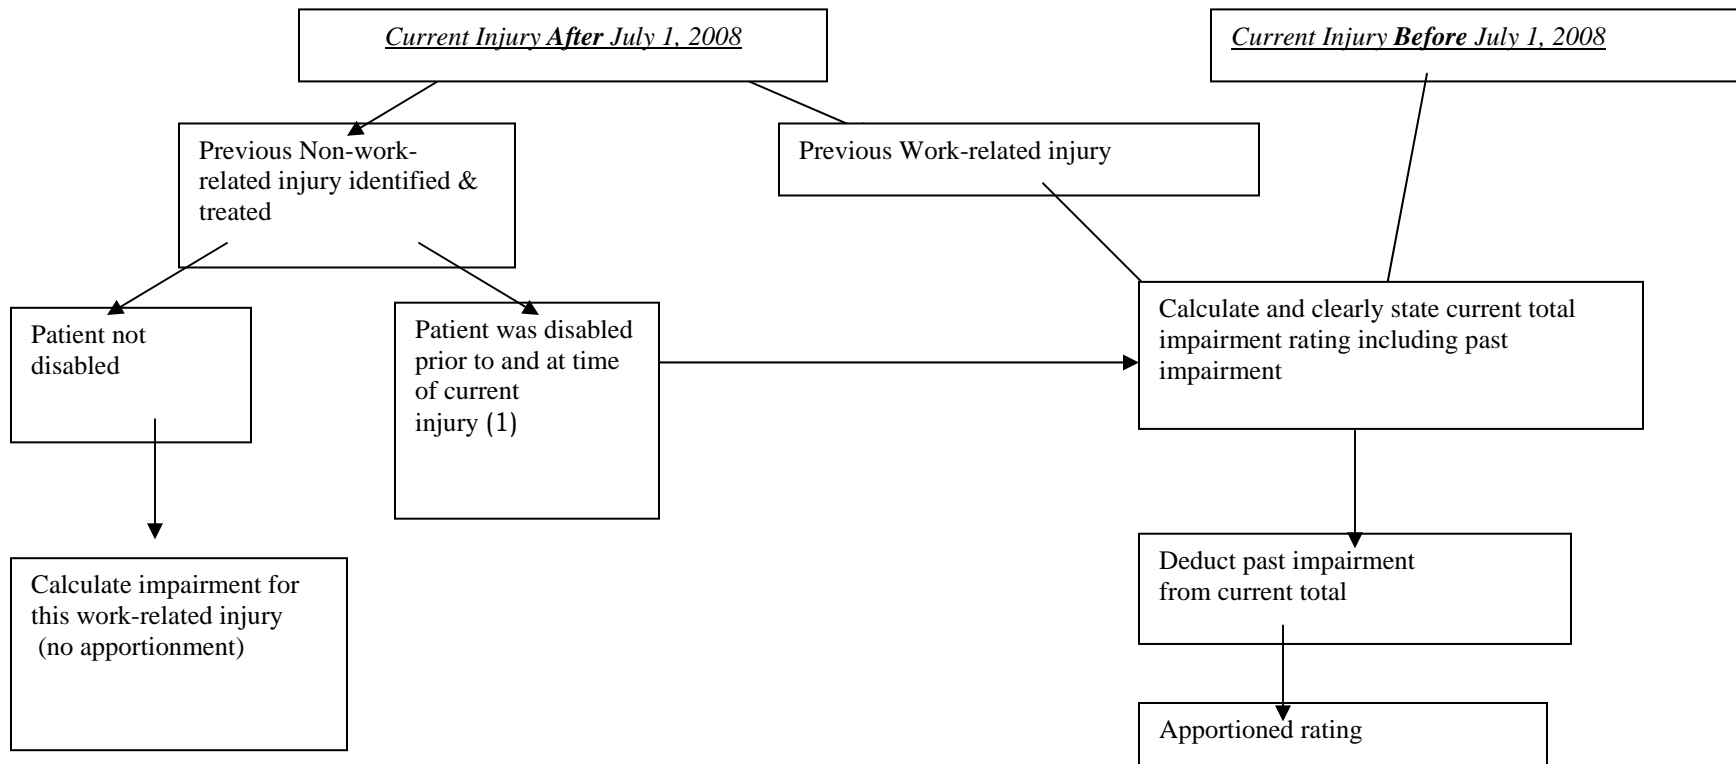 Current Injury After July 1, 2008
Current Injury Before July 1, 2008
Previous Non-work-
related injury identified &
treated
Previous Work-related injury
Patient not
disabled
Patient was disabled
prior to and at time
of current
injury (1)
Calculate and clearly state current total
impairment rating including past
impairment
Calculate impairment for
this work-related injury
(no apportionment)
Deduct past impairment
from current total
Apportioned rating